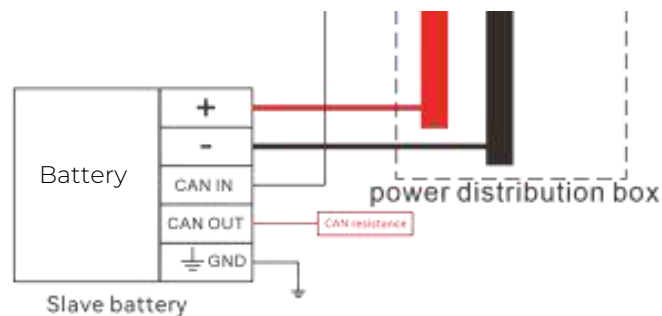 +
-
Battery
CAN IN
power distribution box
CAN OUT
CAN resistance
GND
Slave battery